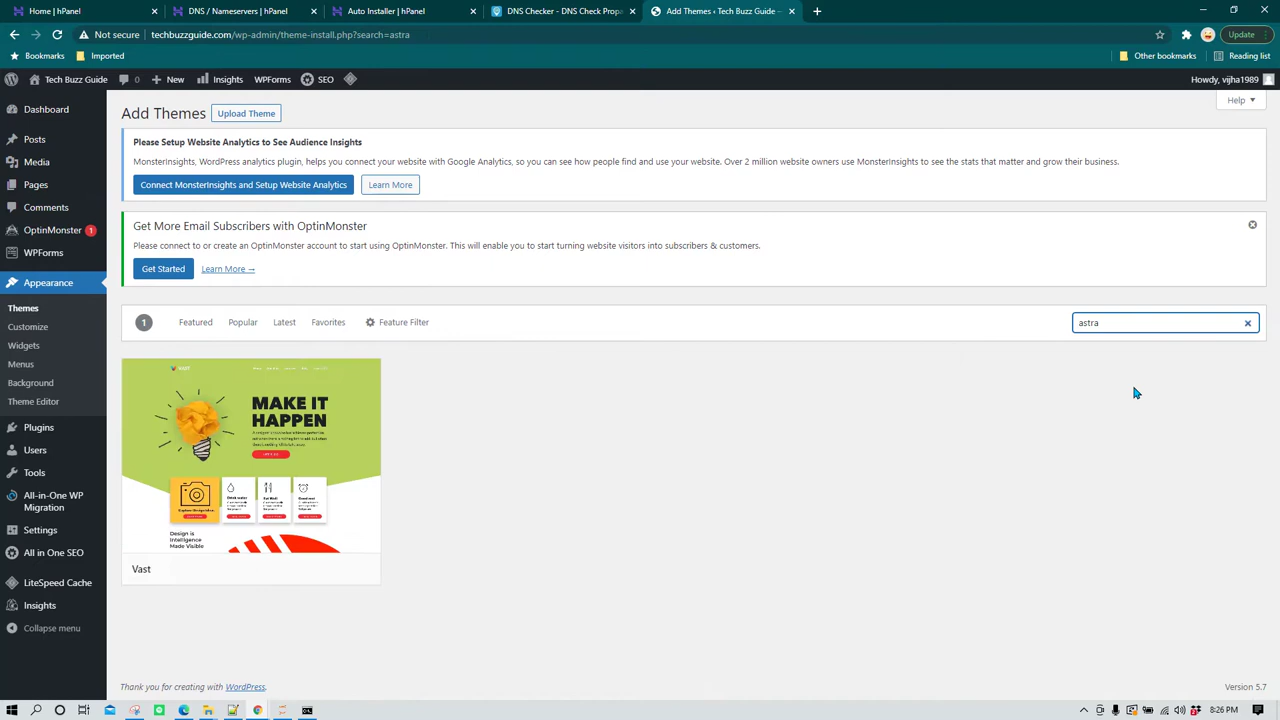 Home | hPanel
DNS / Nameservers | hPanel
Auto Installer | hPanel
DNS Checker - DNS Check Propa
Add Themes ‹ Tech Buzz Guide —
Not secure
techbuzzguide.com/wp-admin/theme-install.php?search=astra
Update
Bookmarks
Imported
Other bookmarks
Reading list
Tech Buzz Guide
0
New
Insights
WPForms
SEO
Howdy, vijha1989
Dashboard
Posts
Media
Pages
Comments
OptinMonster 1
WPForms
Appearance
Themes
Customize
Widgets
Menus
Background
Theme Editor
Plugins
Users
Tools
All-in-One WP
Migration
Settings
All in One SEO
LiteSpeed Cache
Insights
Collapse menu
Add Themes
Upload Theme
Help
Please Setup Website Analytics to See Audience Insights
MonsterInsights, WordPress analytics plugin, helps you connect your website with Google Analytics, so you can see how people find and use your website. Over 2 million website owners use MonsterInsights to see the stats that matter and grow their business.
Connect MonsterInsights and Setup Website Analytics
Learn More
Get More Email Subscribers with OptinMonster
Please connect to or create an OptinMonster account to start using OptinMonster. This will enable you to start turning website visitors into subscribers & customers.
Get Started
Learn More →
1
Featured
Popular
Latest
Favorites
Feature Filter
astra
VAST
MAKE IT
HAPPEN
Design is
Intelligence
Made Visible
Vast
Thank you for creating with WordPress.
Version 5.7
8:26 PM